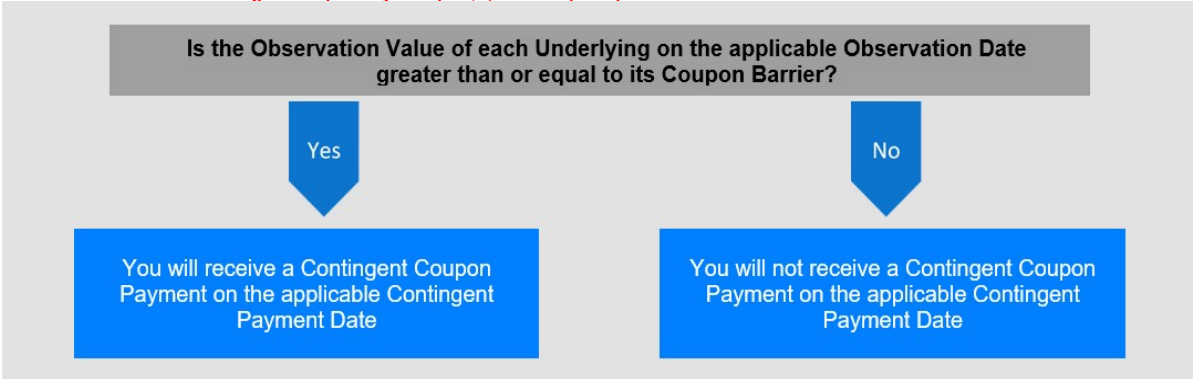 Is the Observation Value of each Underlying on the applicable Observation Date
greater than or equal to its Coupon Barrier?
Yes
No
You will receive a Contingent Coupon
Payment on the applicable Contingent
Payment Date
You will not receive a Contingent Coupon
Payment on the applicable Contingent
Payment Date